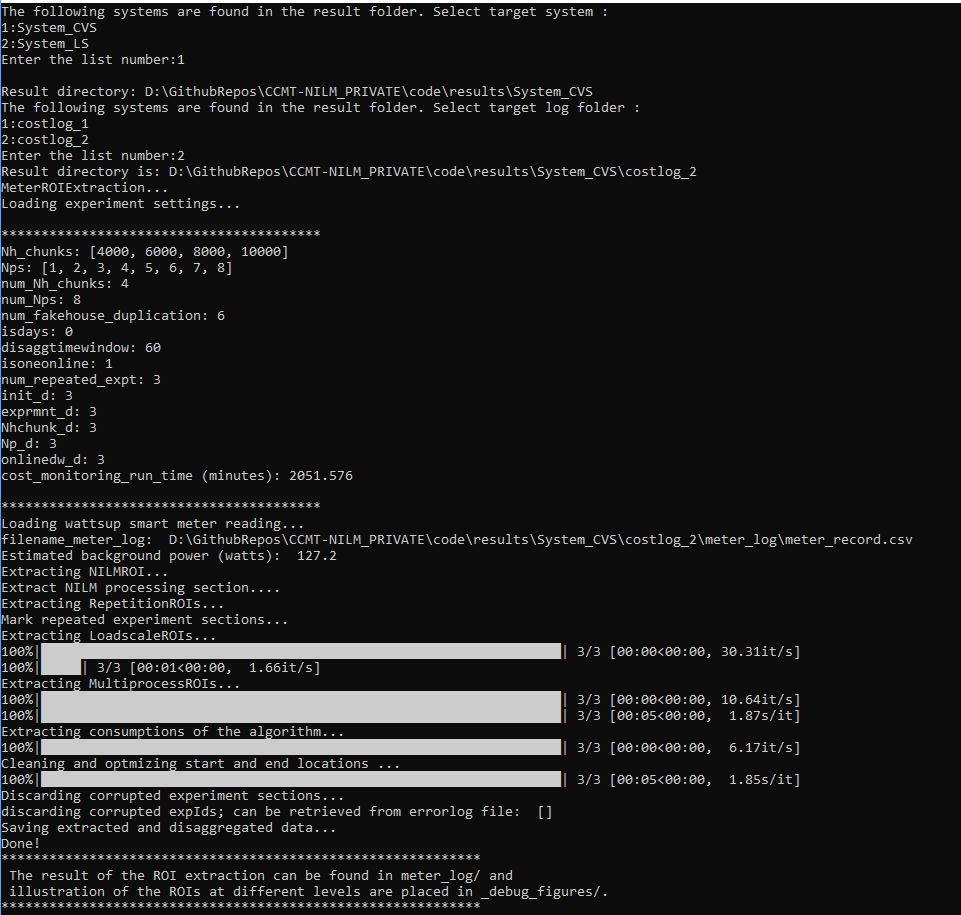 The following systems are found in the result folder. Select target system :
1:System_CVS
2:System_LS
Enter the list number:1
Result directory: D:\GithubRepos\CCMT-NILM_PRIVATE\code\results\System_CVS
The following systems are found in the result folder. Select target log folder :
1:costlog_1
2:costlog_2
Enter the list number:2
Result directory is: D:\GithubRepos\CCMT-NILM_PRIVATE\code\results\System_CVS\costlog_2
MeterROIExtraction...
Loading experiment settings...
****************************************
Nh_chunks: [4000, 6000, 8000, 10000]
Nps: [1, 2, 3, 4, 5, 6, 7, 8]
num_Nh_chunks: 4
num_Nps: 8
num_fakehouse_duplication: 6
isdays: 0
disaggtimewindow: 60
isoneonline: 1
num_repeated_expt: 3
init_d: 3
exprmnt_d: 3
Nhchunk_d: 3
Np_d: 3
onlinedw_d: 3
cost_monitoring_run_time (minutes): 2051.576
****************************************
Loading wattsup smart meter reading...
filename_meter_log:  D:\GithubRepos\CCMT-NILM_PRIVATE\code\results\System_CVS\costlog_2\meter_log\meter_record.csv
Estimated background power (watts):  127.2
Extracting NILMROI...
Extract NILM processing section....
Extracting RepetitionROIs...
Mark repeated experiment sections...
Extracting LoadscaleROIs...
100%| | 3/3 [00:00<00:00, 30.31it/s]
100%| | 3/3 [00:01<00:00,  1.66it/s]
Extracting MultiprocessROIs...
100%| | 3/3 [00:00<00:00, 10.64it/s]
100%| | 3/3 [00:05<00:00,  1.87s/it]
Extracting consumptions of the algorithm...
100%| | 3/3 [00:00<00:00,  6.17it/s]
Cleaning and optmizing start and end locations ...
100%| | 3/3 [00:05<00:00,  1.85s/it]
Discarding corrupted experiment sections...
discarding corrupted expIds; can be retrieved from errorlog file:  []
Saving extracted and disaggregated data...
Done!
************************************************************
The result of the ROI extraction can be found in meter_log/ and
illustration of the ROIs at different levels are placed in _debug_figures/.
************************************************************